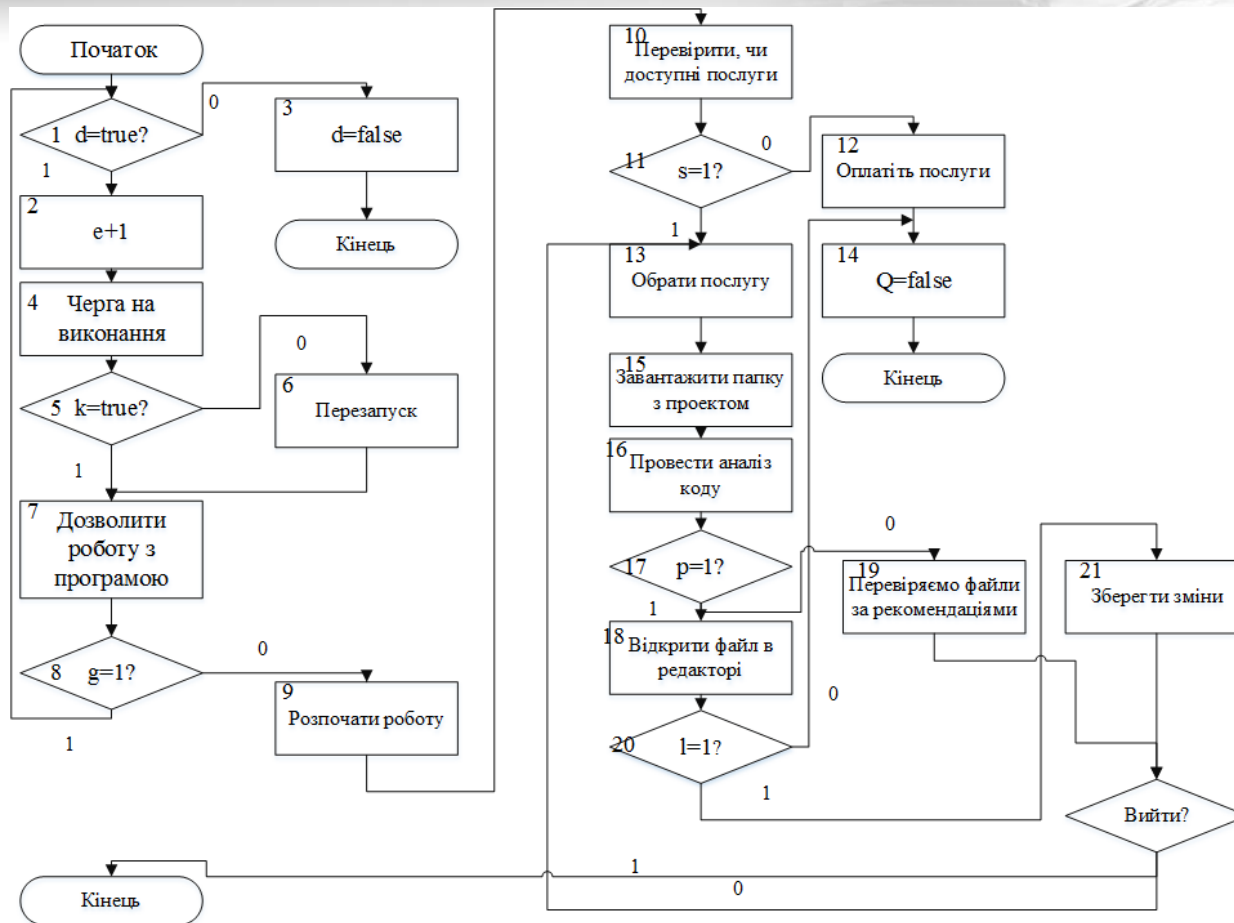 Початок
1 d=true?
0
1
3
d=false
Кінець
2
e+1
4 Черга на
виконання
5 k=true?
0
1
6
Перезапуск
7
Дозволити
роботу з
програмою
8 g=1?
0
1
9
Розпочати роботу
10
Перевірити, чи
доступні послуги
11 s=1?
0
1
12
Оплатіть послуги
13
Обрати послугу
14
Q=false
Кінець
15
Завантажити папку
з проектом
16
Провести аналіз
коду
17 p=1?
0
1
18 Відкрити файл в
редакторі
19
Перевіряємо файли
за рекомендаціями
20 l=1?
0
1
21
Зберегти зміни
Вийти?
1
0
Кінець